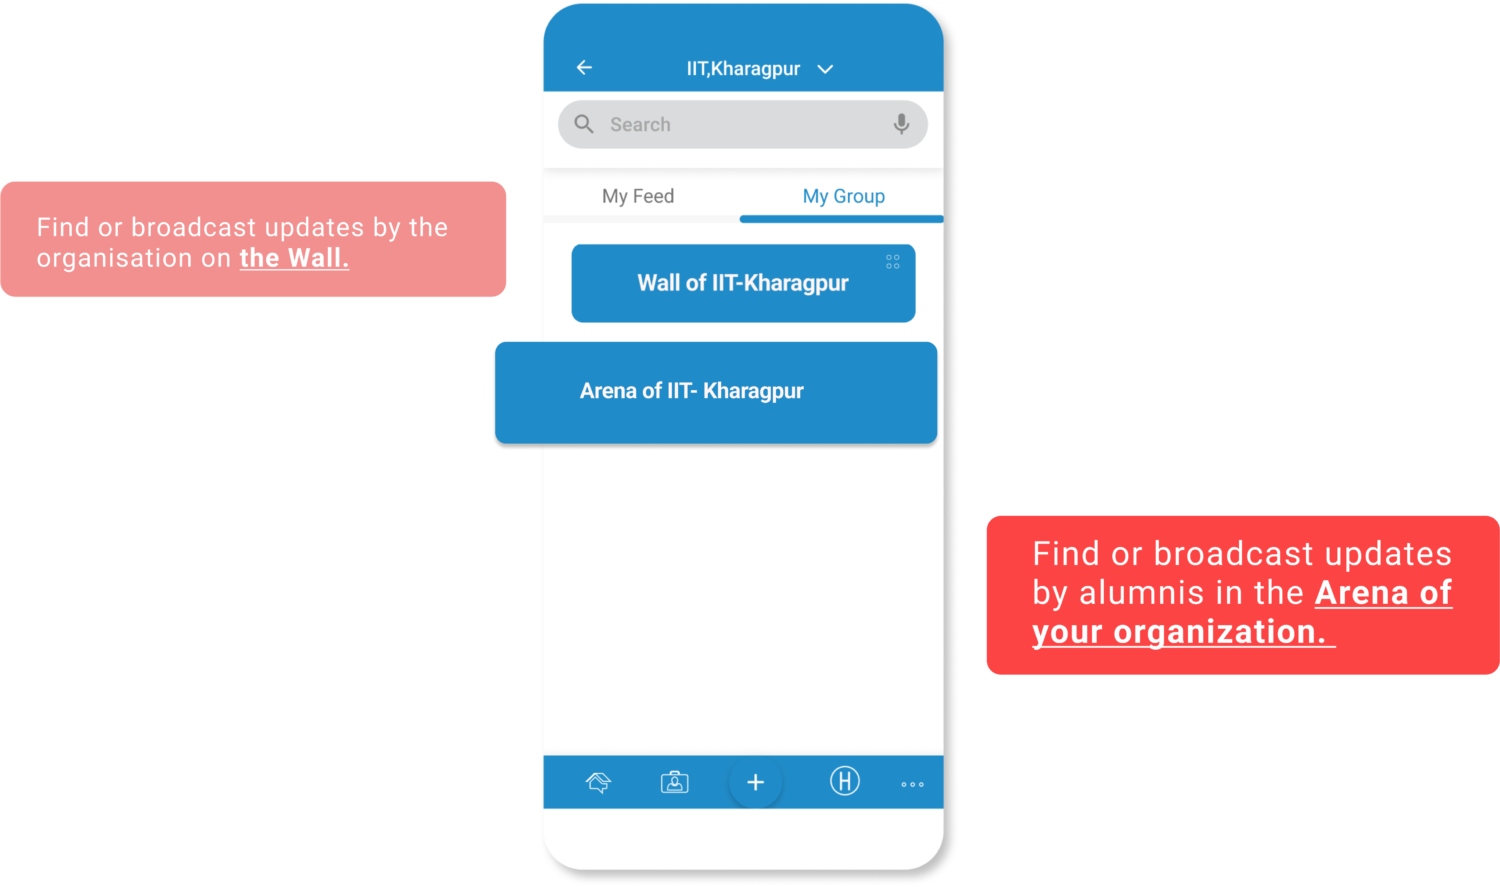 IIT,Kharagpur
Search
My Feed
My Group
Find or broadcast updates by the
organisation on the Wall.
Wall of IIT-Kharagpur
Arena of IIT- Kharagpur
Find or broadcast updates
by alumnis in the Arena of
your organization.
H